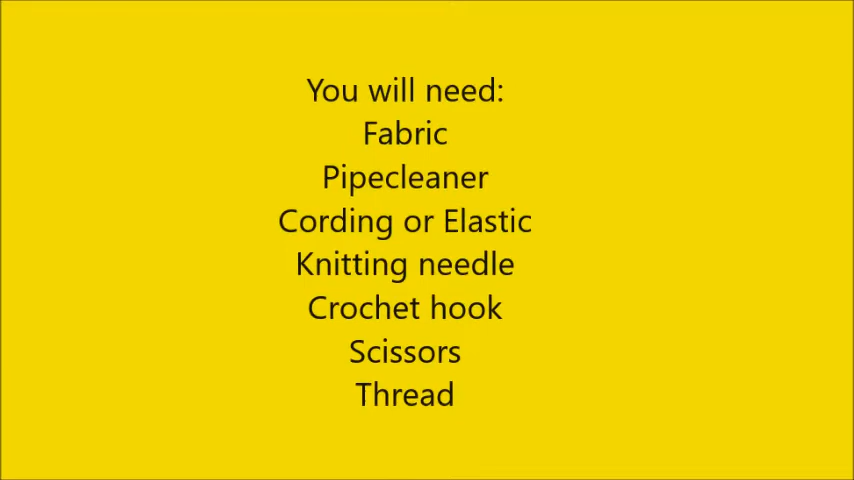 You will need:
Fabric
Pipecleaner
Cording or Elastic
Knitting needle
Crochet hook
Scissors
Thread